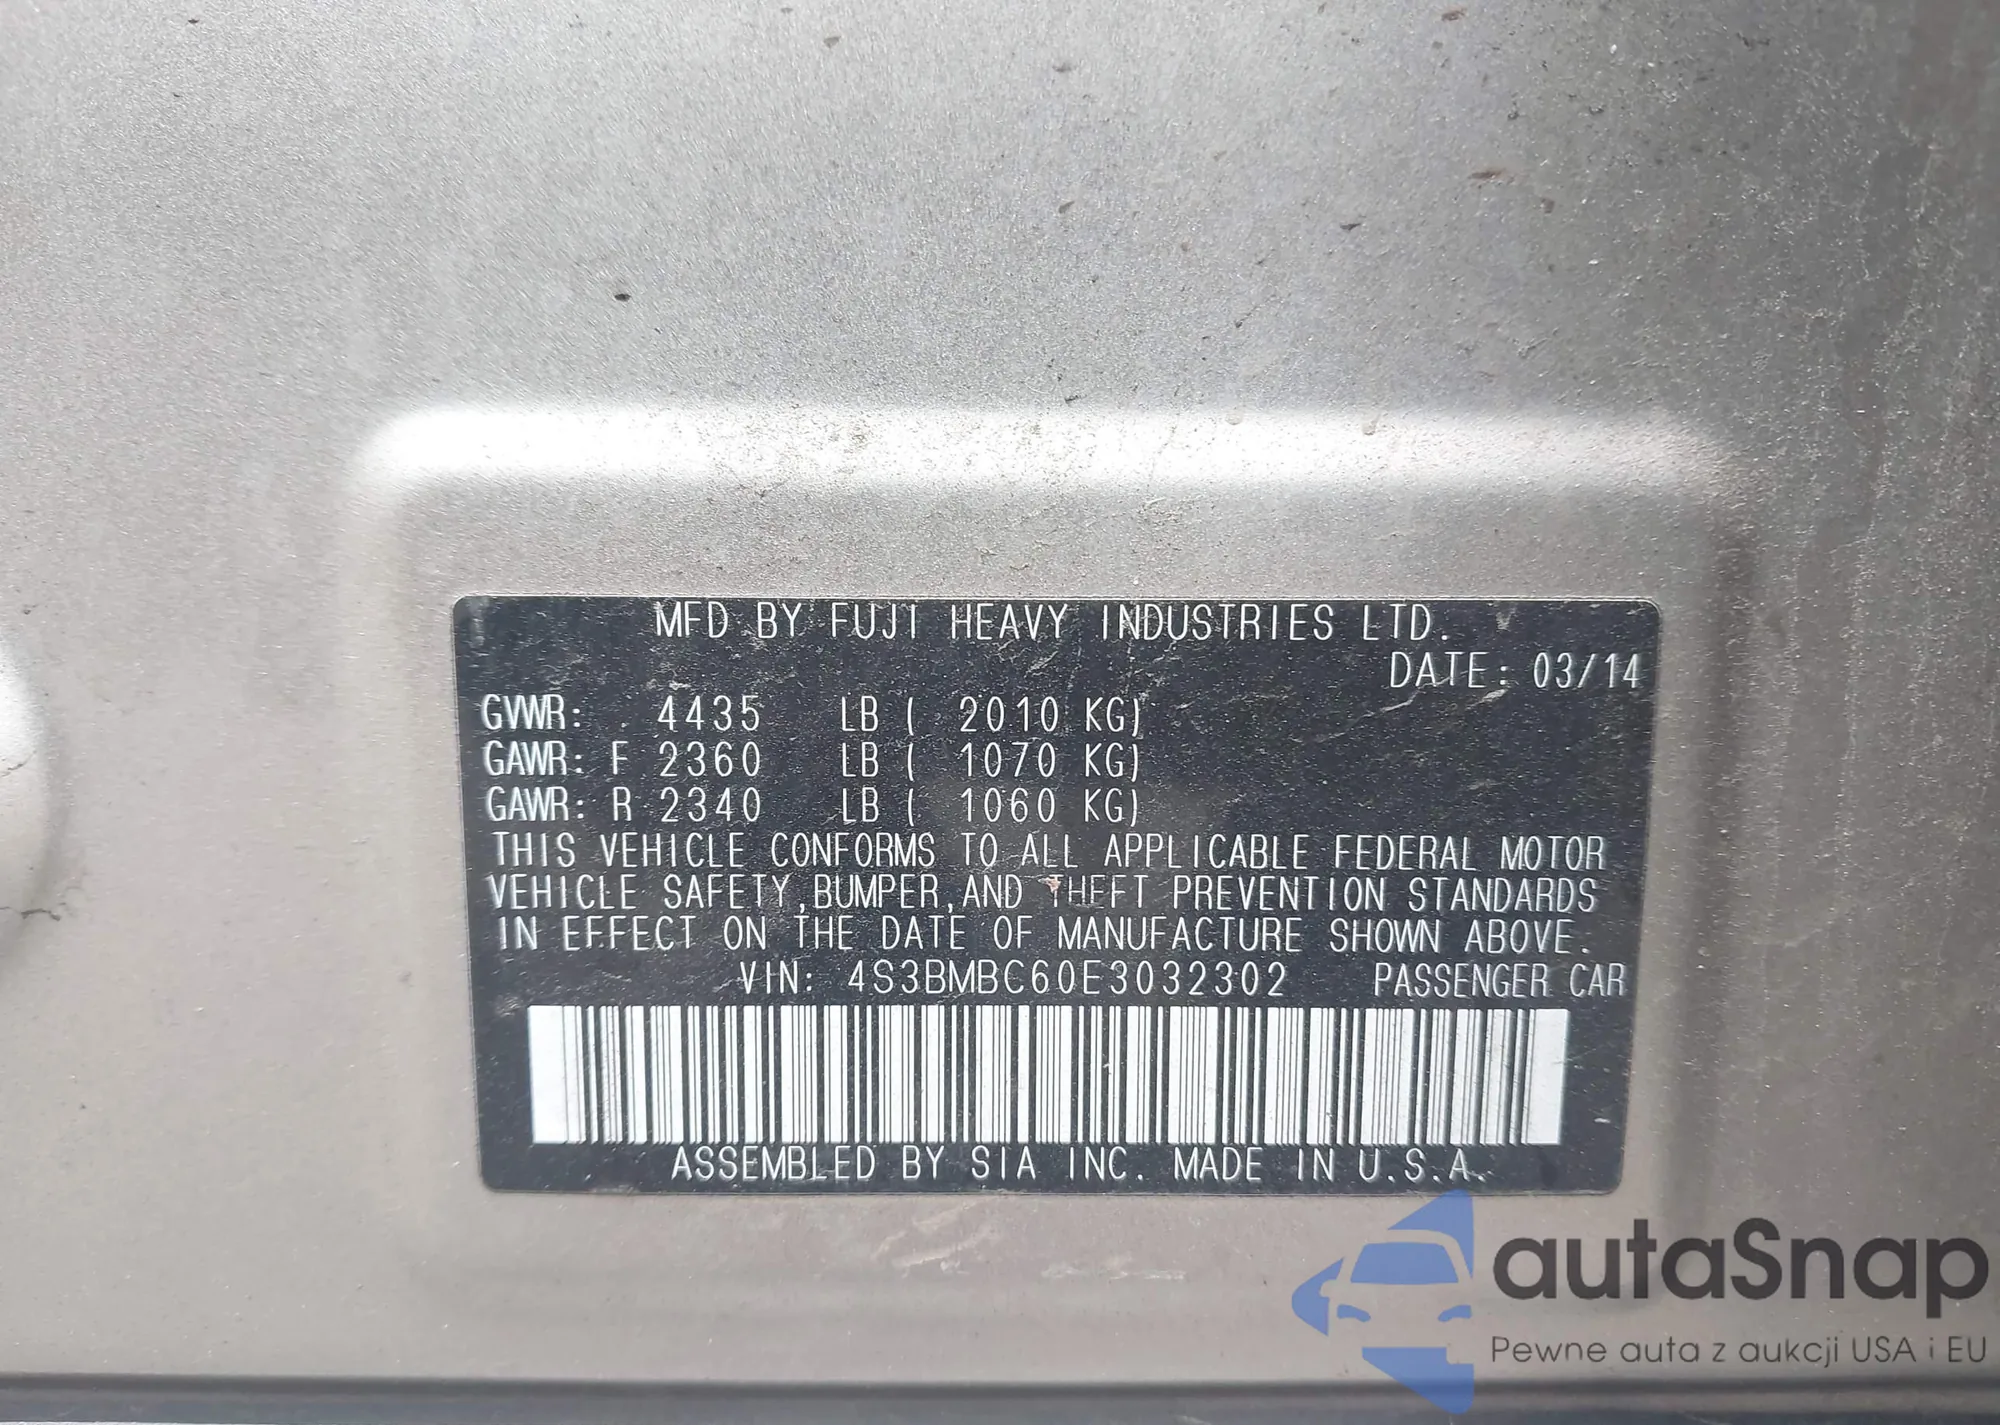 MFD BY FUJI HEAVY INDUSTRIES LTD.
DATE: 03/14
GVWR: 4435 LB ( 2010 KG)
GAWR: F 2360 LB ( 1070 KG)
GAWR: R 2340 LB ( 1060 KG)
THIS VEHICLE CONFORMS TO ALL APPLICABLE FEDERAL MOTOR
VEHICLE SAFETY,BUMPER,AND THEFT PREVENTION STANDARDS
IN EFFECT ON THE DATE OF MANUFACTURE SHOWN ABOVE.
VIN: 4S3BMBC60E3032302 PASSENGER CAR
ASSEMBLED BY SIA INC. MADE IN U.S.A.
autaSnap
Pewne auta z aukcji USA i EU